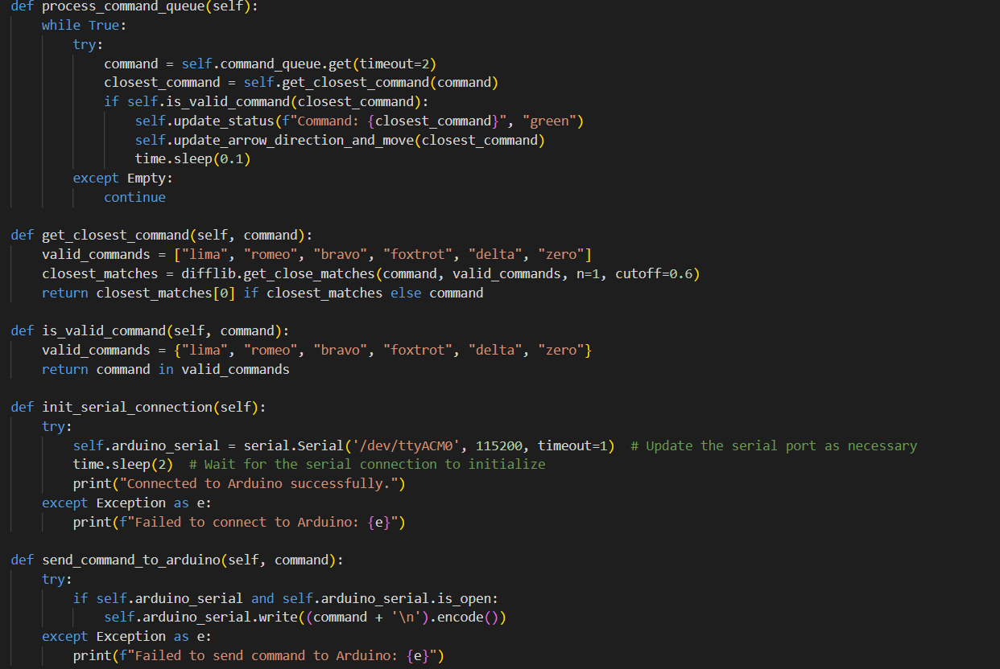 def process_command_queue(self):
    while True:
        try:
            command = self.command_queue.get(timeout=2)
            closest_command = self.get_closest_command(command)
            if self.is_valid_command(closest_command):
                self.update_status(f"Command: {closest_command}", "green")
                self.update_arrow_direction_and_move(closest_command)
                time.sleep(0.1)
        except Empty:
            continue

def get_closest_command(self, command):
    valid_commands = ["lima", "romeo", "bravo", "foxtrot", "delta", "zero"]
    closest_matches = difflib.get_close_matches(command, valid_commands, n=1, cutoff=0.6)
    return closest_matches[0] if closest_matches else command

def is_valid_command(self, command):
    valid_commands = {"lima", "romeo", "bravo", "foxtrot", "delta", "zero"}
    return command in valid_commands

def init_serial_connection(self):
    try:
        self.arduino_serial = serial.Serial('/dev/ttyACM0', 115200, timeout=1)  # Update the serial port as necessary
        time.sleep(2)  # Wait for the serial connection to initialize
        print("Connected to Arduino successfully.")
    except Exception as e:
        print(f"Failed to connect to Arduino: {e}")

def send_command_to_arduino(self, command):
    try:
        if self.arduino_serial and self.arduino_serial.is_open:
            self.arduino_serial.write((command + '\n').encode())
    except Exception as e:
        print(f"Failed to send command to Arduino: {e}")